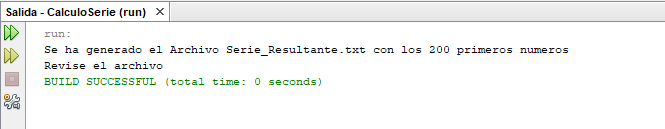 Salida - CalculoSerie (run)
run:
Se ha generado el Archivo Serie_Resultante.txt con los 200 primeros numeros
Revise el archivo
BUILD SUCCESSFUL (total time: 0 seconds)